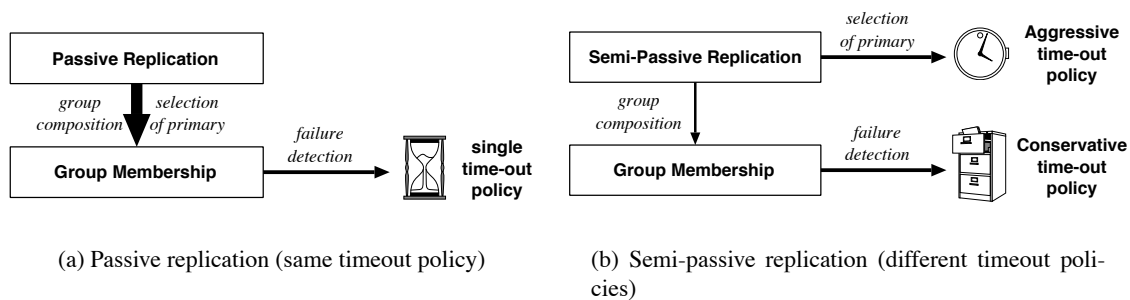 Passive Replication
group
composition
selection
of primary
Group Membership
failure
detection
single
time-out
policy
(a) Passive replication (same timeout policy)
Semi-Passive Replication
selection
of primary
Aggressive
time-out
policy
group
composition
Group Membership
failure
detection
Conservative
time-out
policy
(b) Semi-passive replication (different timeout poli-
cies)